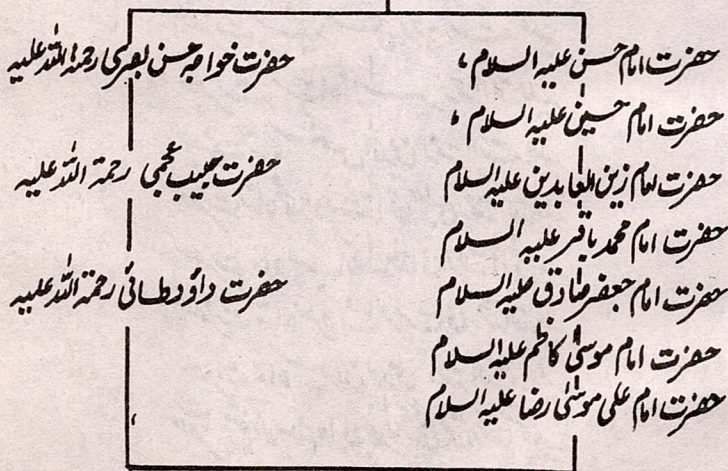 حضرت امام حسن علیہ السلام،
حضرت امام حسین علیہ السلام،
حضرت امام زین العابدین علیہ السلام
حضرت امام محمد باقر علیہ السلام
حضرت امام جعفر صادق علیہ السلام
حضرت امام موسیٰ کاظم علیہ السلام
حضرت امام علی موسیٰ رضا علیہ السلام
حضرت خواجہ حسن بصری رحمۃ اللہ علیہ
حضرت حبیب عجمی رحمۃ اللہ علیہ
حضرت داؤد طائی رحمۃ اللہ علیہ